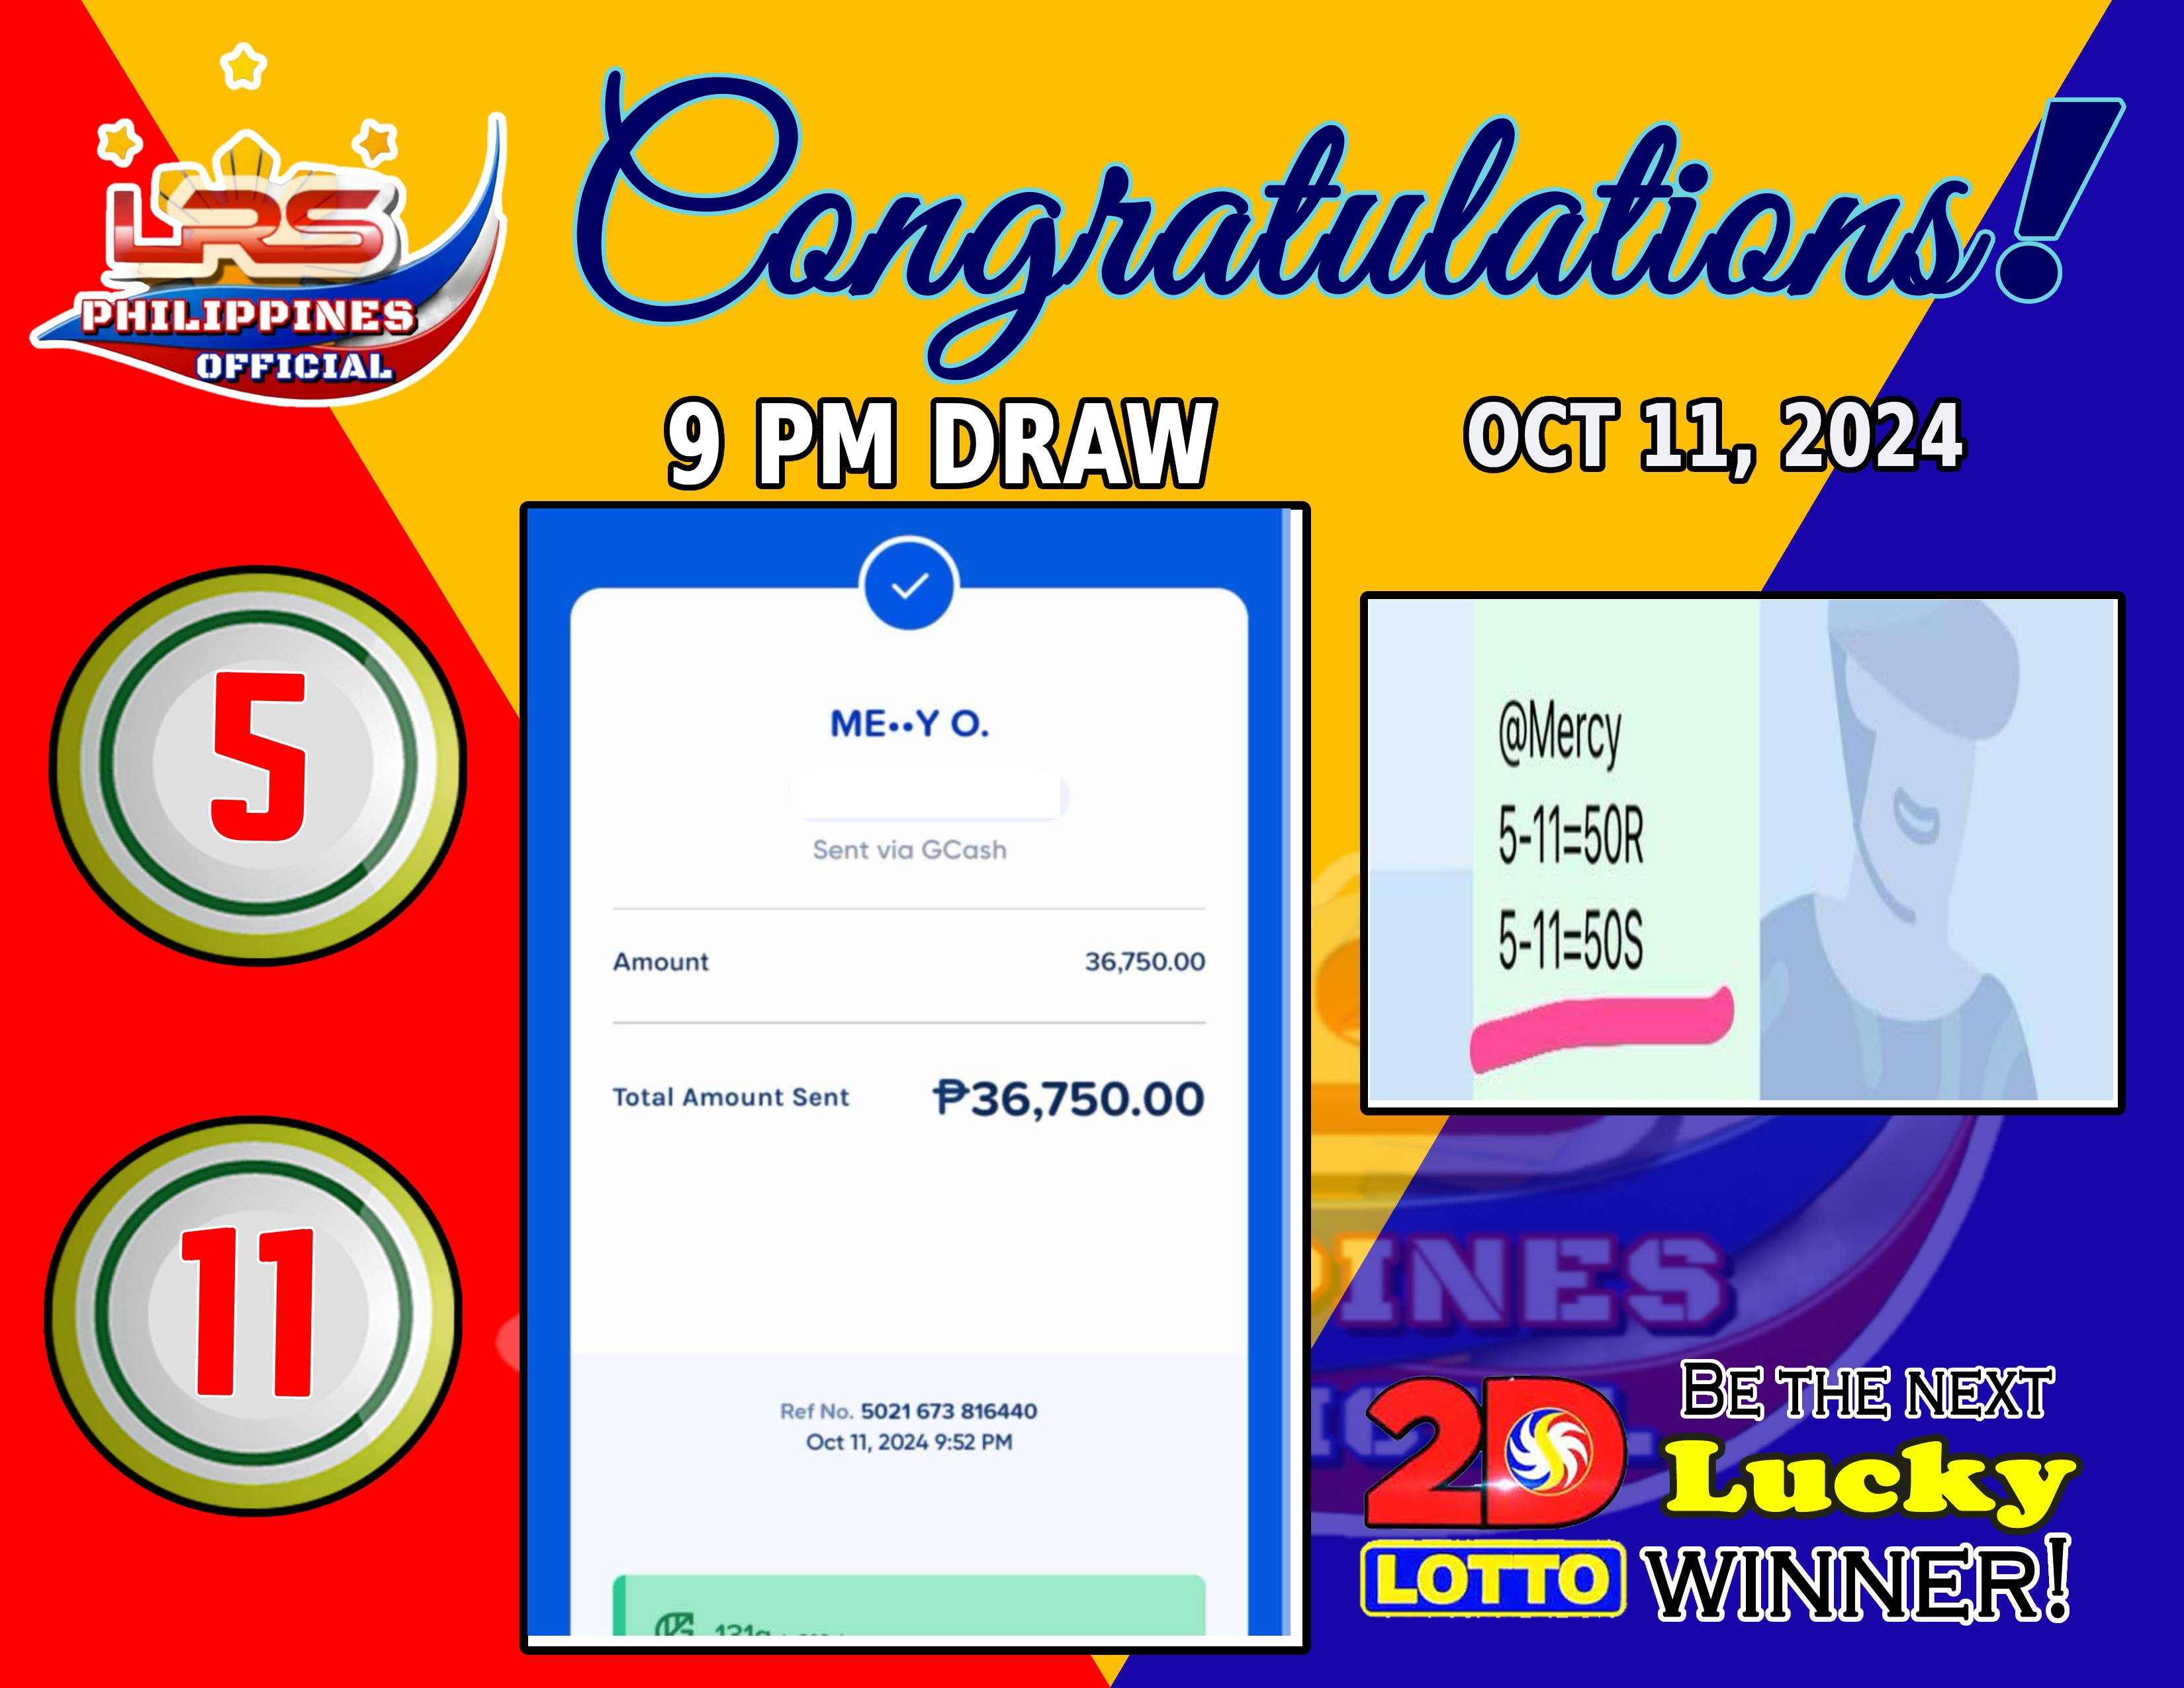 LRS
PHILIPPINES
OFFICIAL
Congratulations!
9 PM DRAW
OCT 11, 2024
5
11
ME••Y O.
Sent via GCash
Amount 36,750.00
Total Amount Sent ₱36,750.00
Ref No. 5021 673 816440
Oct 11, 2024 9:52 PM
@Mercy
5-11=50R
5-11=50S
PINES
2D
LOTTO
BE THE NEXT
Lucky
WINNER!